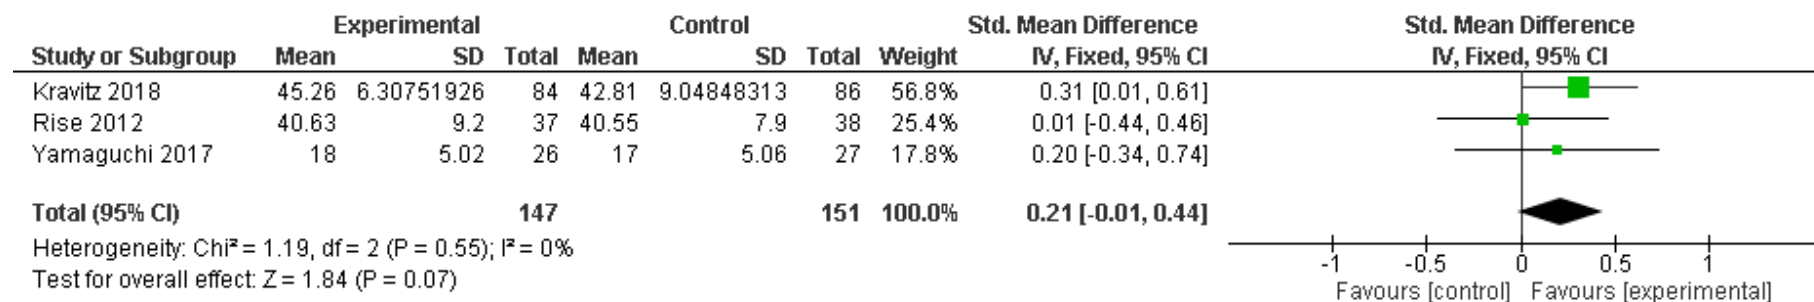 Experimental Control Std. Mean Difference Std. Mean Difference
Study or Subgroup Mean SD Total Mean SD Total Weight IV, Fixed, 95% CI IV, Fixed, 95% CI
Kravitz 2018 45.26 6.30751926 84 42.81 9.04848313 86 56.8% 0.31 [0.01, 0.61]
Rise 2012 40.63 9.2 37 40.55 7.9 38 25.4% 0.01 [-0.44, 0.46]
Yamaguchi 2017 18 5.02 26 17 5.06 27 17.8% 0.20 [-0.34, 0.74]
Total (95% CI) 147 151 100.0% 0.21 [-0.01, 0.44]
Heterogeneity: Chi² = 1.19, df = 2 (P = 0.55); I² = 0%
Test for overall effect: Z = 1.84 (P = 0.07)
-1 -0.5 0 0.5 1
Favours [control] Favours [experimental]